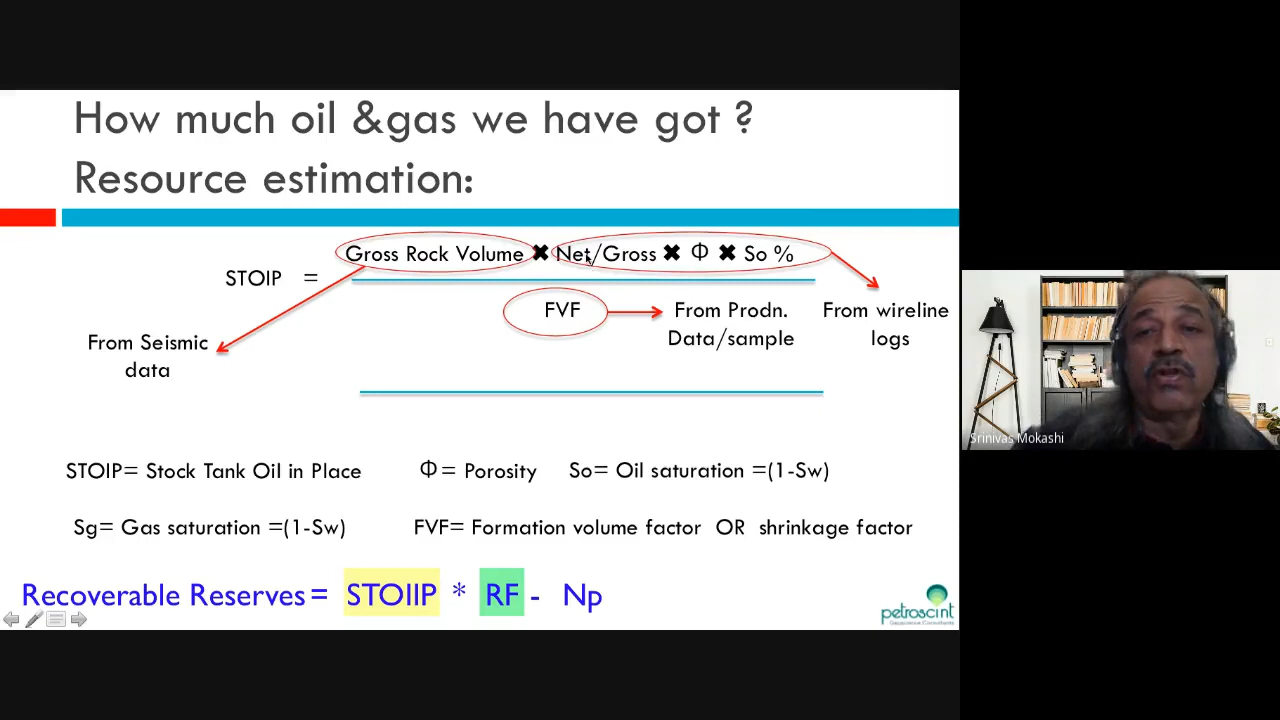 How much oil &gas we have got ?
Resource estimation:
Gross Rock Volume ✖ Net/Gross ✖ Φ ✖ So %
STOIP =
FVF
From Prodn.
Data/sample
From wireline
logs
From Seismic
data
Srinivas Mokashi
STOIP= Stock Tank Oil in Place
Φ= Porosity
So= Oil saturation =(1-Sw)
Sg= Gas saturation =(1-Sw)
FVF= Formation volume factor OR shrinkage factor
Recoverable Reserves= STOIIP * RF - Np
petroscint
Geoscience Consultants